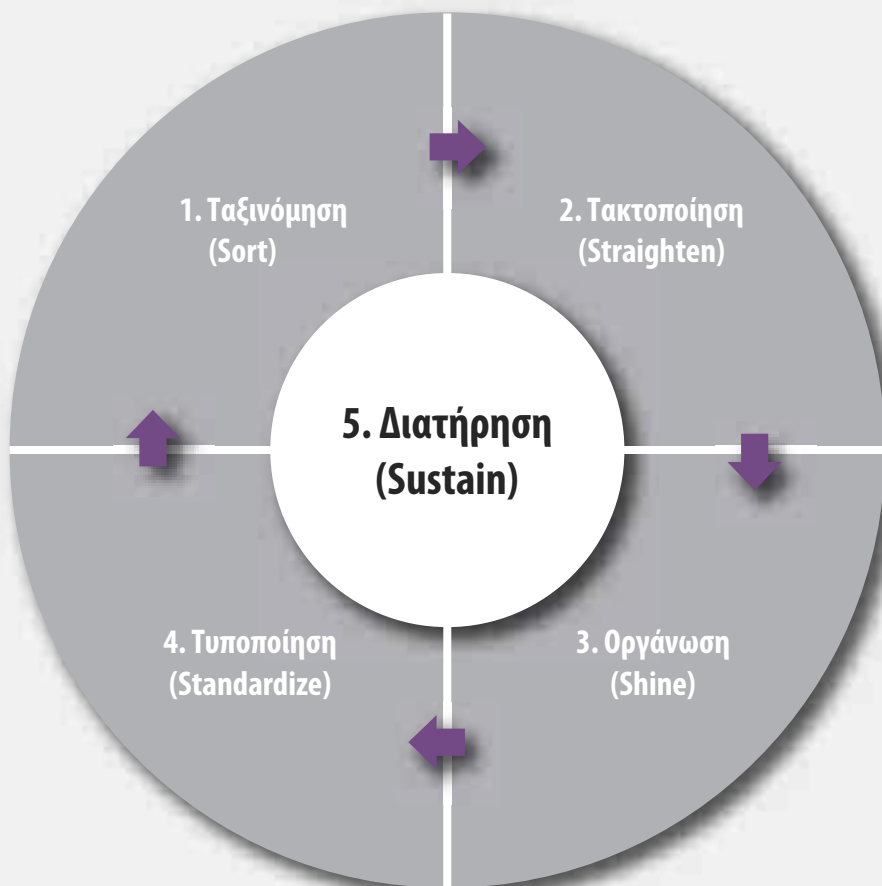 1. Ταξινόμηση
(Sort)
2. Τακτοποίηση
(Straighten)
3. Οργάνωση
(Shine)
4. Τυποποίηση
(Standardize)
5. Διατήρηση
(Sustain)